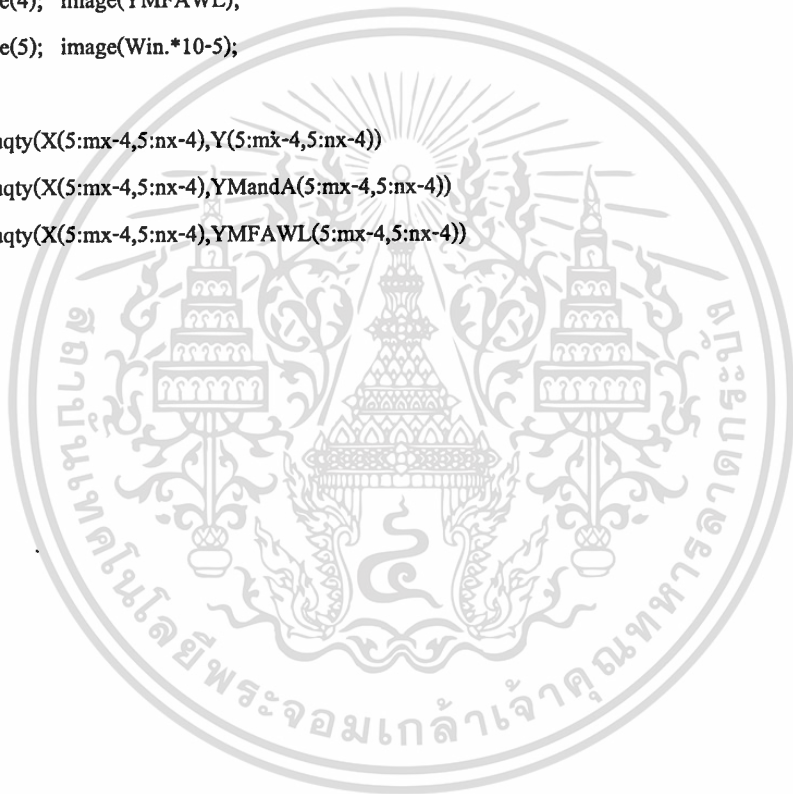 e(4); image(YMFAWL);
e(5); image(Win.*10-5);
qty(X(5:mx-4,5:nx-4),Y(5:mx-4,5:nx-4))
qty(X(5:mx-4,5:nx-4),YMandA(5:mx-4,5:nx-4))
qty(X(5:mx-4,5:nx-4),YMFAWL(5:mx-4,5:nx-4))
สถาบันเทคโนโลยีพระจอมเกล้าเจ้าคุณทหารลาดกระบัง